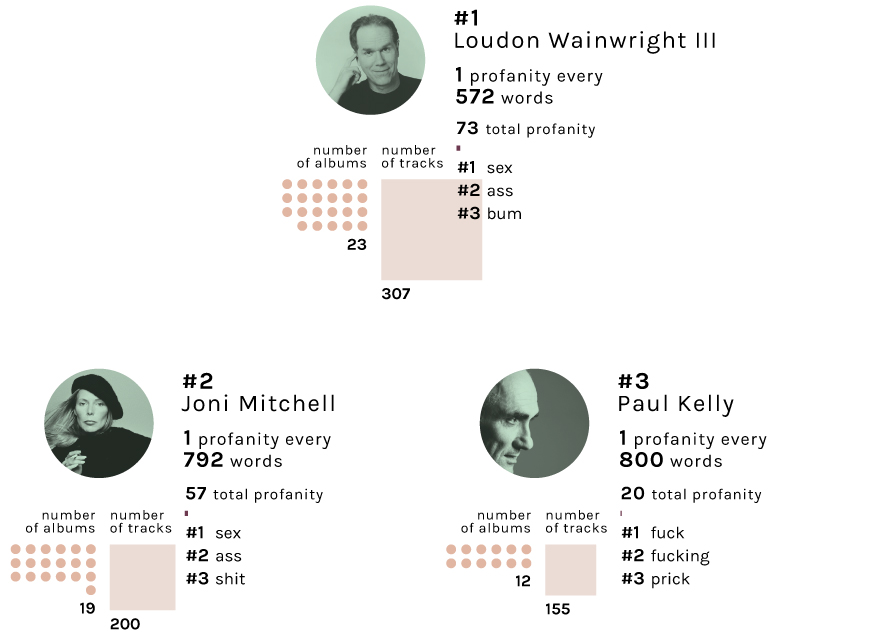 #1
Loudon Wainwright III
1 profanity every
572 words
73 total profanity
number
of albums
number
of tracks
#1 sex
#2 ass
#3 bum
23
307
#2
Joni Mitchell
1 profanity every
792 words
57 total profanity
number
of albums
number
of tracks
#1 sex
#2 ass
#3 shit
19
200
#3
Paul Kelly
1 profanity every
800 words
20 total profanity
number
of albums
number
of tracks
#1 fuck
#2 fucking
#3 prick
12
155